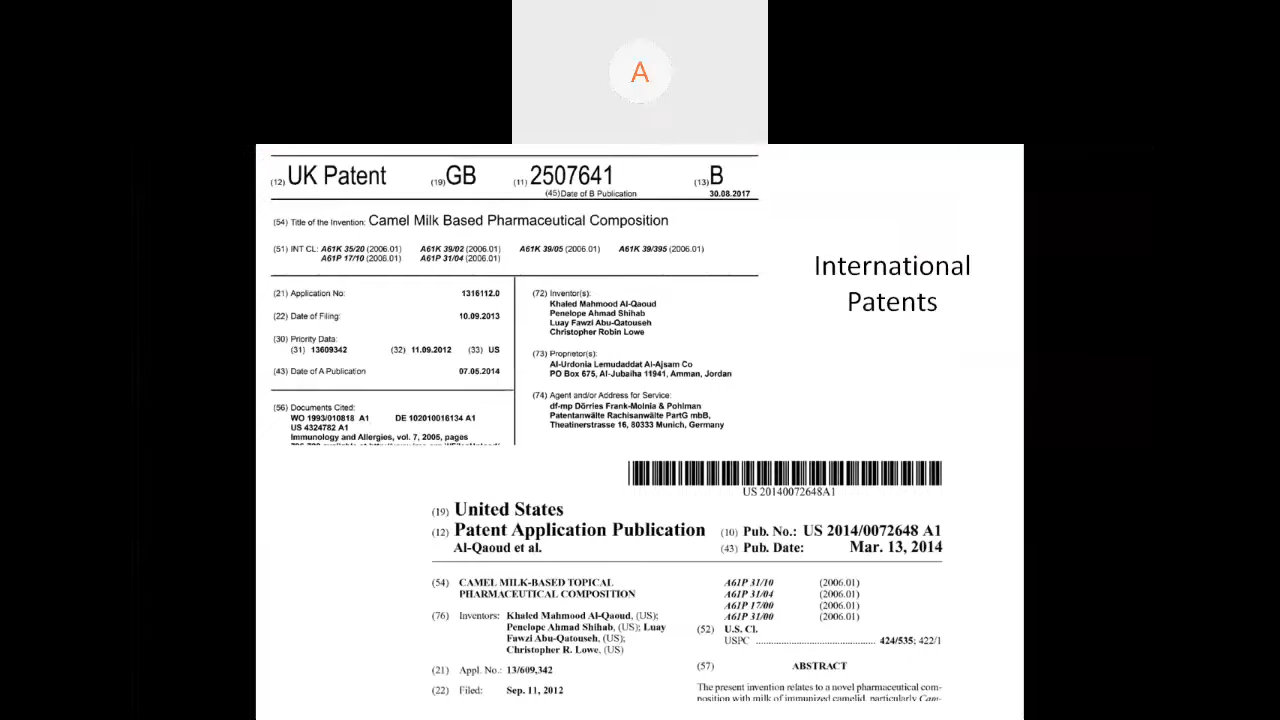 A
(12) UK Patent (19) GB (11) 2507641 (13) B
(45) Date of B Publication 30.08.2017
(54) Title of the Invention: Camel Milk Based Pharmaceutical Composition
(51) INT CL: A61K 35/20 (2006.01) A61K 39/02 (2006.01) A61K 39/05 (2006.01) A61K 39/395 (2006.01)
A61P 17/10 (2006.01) A61P 31/04 (2006.01)
(21) Application No: 1316112.0
(22) Date of Filing: 10.09.2013
(30) Priority Data:
(31) 13609342 (32) 11.09.2012 (33) US
(43) Date of A Publication 07.05.2014
(56) Documents Cited:
WO 1993/010818 A1 DE 102010016134 A1
US 4324782 A1
Immunology and Allergies, vol. 7, 2005, pages
(72) Inventor(s):
Khaled Mahmood Al-Qaoud
Penelope Ahmad Shihab
Luay Fawzi Abu-Qatouseh
Christopher Robin Lowe
(73) Proprietor(s):
Al-Urdonia Lemudaddat Al-Ajsam Co
PO Box 675, Al-Jubaiha 11941, Amman, Jordan
(74) Agent and/or Address for Service:
df-mp Dörries Frank-Molnia & Pohlman
Patentanwälte Rachisanwälte PartG mbB,
Theatinerstrasse 16, 80333 Munich, Germany
International
Patents
US 20140072648A1
(19) United States
(12) Patent Application Publication (10) Pub. No.: US 2014/0072648 A1
Al-Qaoud et al. (43) Pub. Date: Mar. 13, 2014
(54) CAMEL MILK-BASED TOPICAL
PHARMACEUTICAL COMPOSITION
(76) Inventors: Khaled Mahmood Al-Qaoud, (US);
Penelope Ahmad Shihab, (US); Luay
Fawzi Abu-Qatouseh, (US);
Christopher R. Lowe, (US)
(21) Appl. No.: 13/609,342
(22) Filed: Sep. 11, 2012
A61P 31/10 (2006.01)
A61P 31/04 (2006.01)
A61P 17/00 (2006.01)
A61P 31/00 (2006.01)
(52) U.S. Cl.
USPC ........................................ 424/535; 422/1
(57) ABSTRACT
The present invention relates to a novel pharmaceutical com-
position with milk of immunized camelid, particularly Cam-